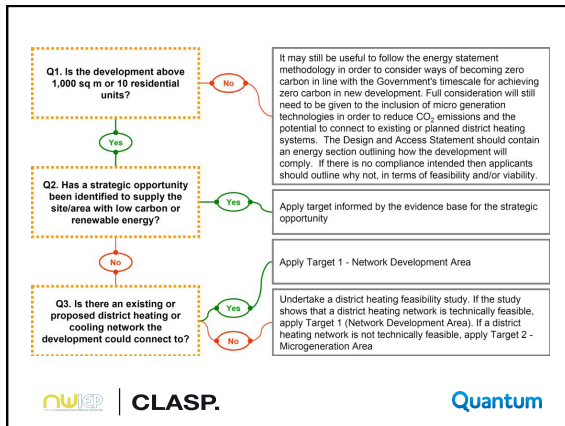 Q1. Is the development above
1,000 sq m or 10 residential
units?
No
It may still be useful to follow the energy statement
methodology in order to consider ways of becoming zero
carbon in line with the Government's timescale for achieving
zero carbon in new development. Full consideration will still
need to be given to the inclusion of micro generation
technologies in order to reduce CO2 emissions and the
potential to connect to existing or planned district heating
systems. The Design and Access Statement should contain
an energy section outlining how the development will
comply. If there is no compliance intended then applicants
should outline why not, in terms of feasibility and/or viability.
Yes
Q2. Has a strategic opportunity
been identified to supply the
site/area with low carbon or
renewable energy?
Yes
Apply target informed by the evidence base for the strategic
opportunity
No
Apply Target 1 - Network Development Area
Q3. Is there an existing or
proposed district heating or
cooling network the
development could connect to?
Yes
No
Undertake a district heating feasibility study. If the study
shows that a district heating network is technically feasible,
apply Target 1 (Network Development Area). If a district
heating network is not technically feasible, apply Target 2 -
Microgeneration Area
nwiep
CLASP.
Quantum